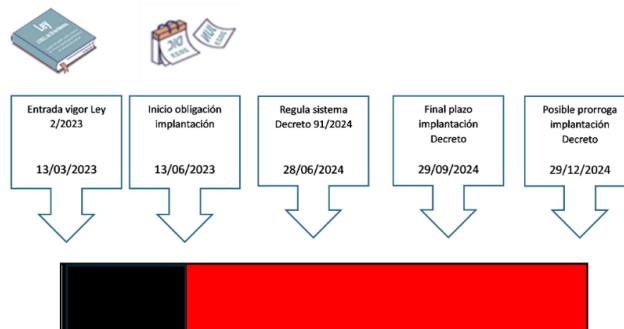 Ley
Entrada vigor Ley
2/2023
13/03/2023
Inicio obligación
implantación
13/06/2023
Regula sistema
Decreto 91/2024
28/06/2024
Final plazo
implantación
Decreto
29/09/2024
Posible prorroga
implantación
Decreto
29/12/2024